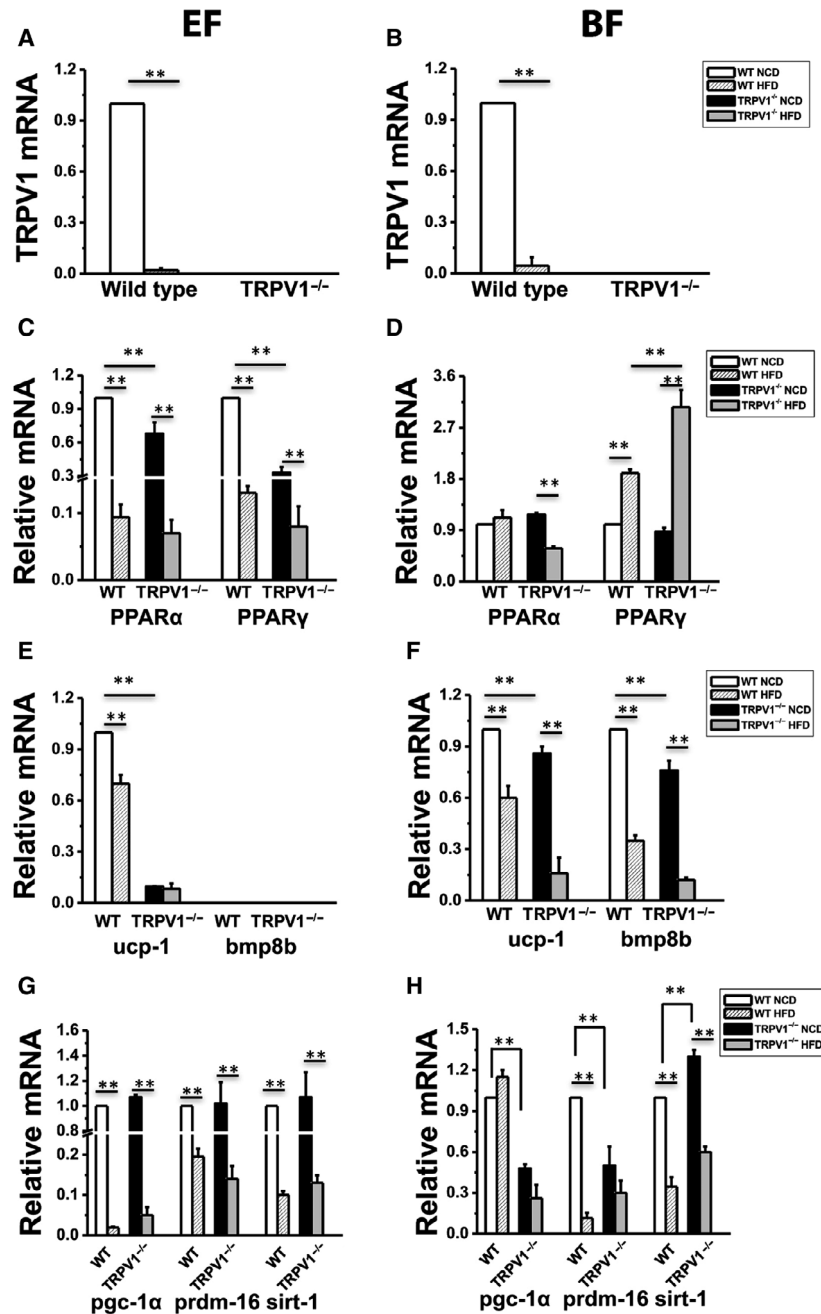 EF
BF
A
TRPV1 mRNA
1.2
0.9
0.6
0.3
0.0
**
Wild type
TRPV1−/−
B
TRPV1 mRNA
1.2
0.9
0.6
0.3
0.0
**
Wild type
TRPV1−/−
WT NCD
WT HFD
TRPV1-/- NCD
TRPV1-/- HFD
C
Relative mRNA
1.0
0.8
0.6
0.4
0.3
0.1
0.0
**
**
**
**
**
**
WT TRPV1−/− WT TRPV1−/−
PPARα PPARγ
D
Relative mRNA
3.6
2.7
1.8
0.9
0.0
**
**
**
**
WT TRPV1−/− WT TRPV1−/−
PPARα PPARγ
WT NCD
WT HFD
TRPV1-/- NCD
TRPV1-/- HFD
E
Relative mRNA
1.2
0.9
0.6
0.3
0.0
**
**
WT TRPV1−/− WT TRPV1−/−
ucp-1 bmp8b
F
Relative mRNA
1.2
0.9
0.6
0.3
0.0
**
**
**
**
**
**
WT TRPV1−/− WT TRPV1−/−
ucp-1 bmp8b
WT NCD
WT HFD
TRPV1−/− NCD
TRPV1−/− HFD
G
Relative mRNA
1.6
1.4
1.2
1.0
0.8
0.2
0.1
0.0
**
**
**
**
**
**
WT TRPV1−/− WT TRPV1−/− WT TRPV1−/−
pgc-1α prdm-16 sirt-1
H
Relative mRNA
1.5
1.2
0.9
0.6
0.3
0.0
**
**
**
**
**
**
WT TRPV1−/− WT TRPV1−/− WT TRPV1−/−
pgc-1α prdm-16 sirt-1
WT NCD
WT HFD
TRPV1−/− NCD
TRPV1−/− HFD